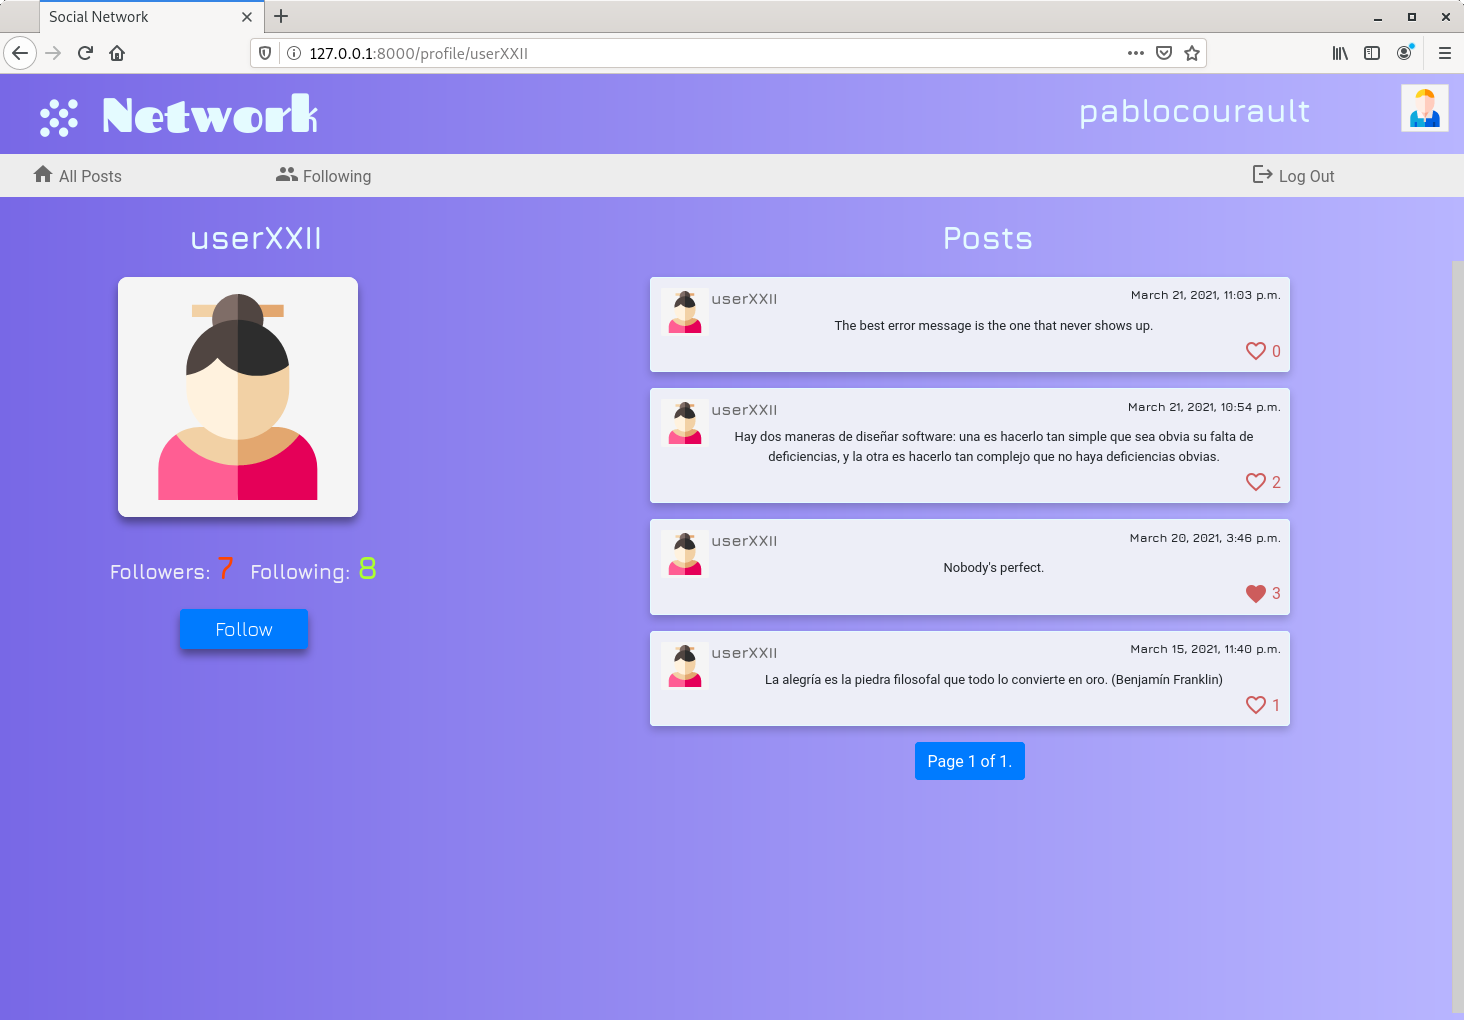 Social Network
127.0.0.1:8000/profile/userXXII
Network
pablocourault
All Posts
Following
Log Out
userXXII
Followers: 7 Following: 8
Follow
Posts
userXXII
March 21, 2021, 11:03 p.m.
The best error message is the one that never shows up.
0
userXXII
March 21, 2021, 10:54 p.m.
Hay dos maneras de diseñar software: una es hacerlo tan simple que sea obvia su falta de
deficiencias, y la otra es hacerlo tan complejo que no haya deficiencias obvias.
2
userXXII
March 20, 2021, 3:46 p.m.
Nobody's perfect.
3
userXXII
March 15, 2021, 11:40 p.m.
La alegría es la piedra filosofal que todo lo convierte en oro. (Benjamín Franklin)
1
Page 1 of 1.